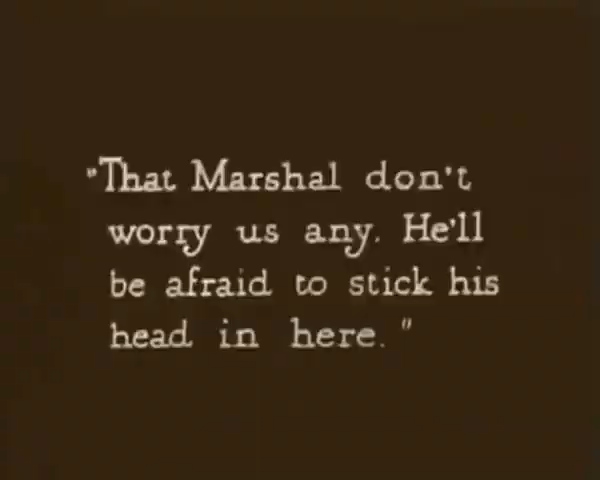 "That Marshal don't
worry us any. He'll
be afraid to stick his
head in here."